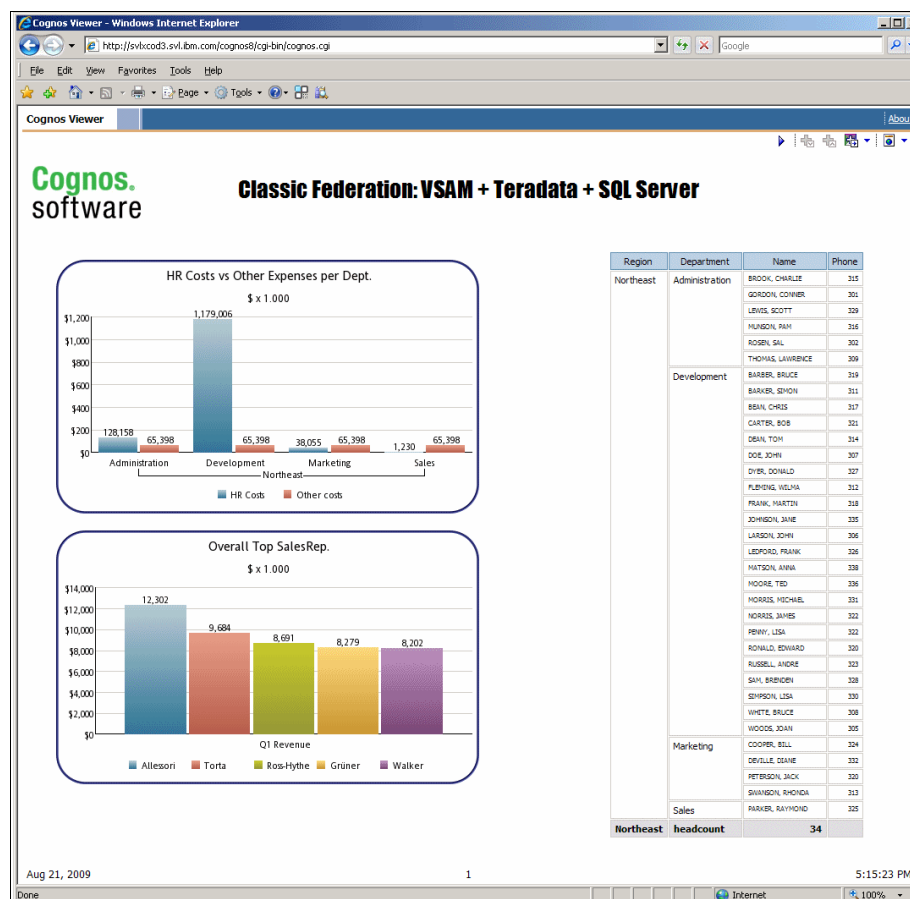 Cognos Viewer - Windows Internet Explorer
http://svlxcod3.svl.ibm.com/cognos8/cgi-bin/cognos.cgi
Google
File Edit View Favorites Tools Help
Page Tools
Cognos Viewer
Abou
Cognos.
software
Classic Federation: VSAM + Teradata + SQL Server
HR Costs vs Other Expenses per Dept.
$ x 1.000
$1,200
$1,000
$800
$600
$400
$200
$0
1,179,006
128,158 65,398 65,398 38,055 65,398 1,230 65,398
Administration Development Marketing Sales
Northeast
HR Costs Other costs
Overall Top SalesRep.
$ x 1.000
$14,000
$12,000
$10,000
$8,000
$6,000
$4,000
$2,000
$0
12,302 9,684 8,691 8,279 8,202
Q1 Revenue
Allessori Torta Ross-Hythe Grüner Walker
Region Department Name Phone
Northeast Administration BROOK, CHARLIE 315
GORDON, CONNER 301
LEWIS, SCOTT 329
MUNSON, PAM 316
ROSEN, SAL 302
THOMAS, LAWRENCE 309
Development BARBER, BRUCE 319
BARKER, SIMON 311
BEAN, CHRIS 317
CARTER, BOB 321
DEAN, TOM 314
DOE, JOHN 307
DYER, DONALD 327
FLEMING, WILMA 312
FRANK, MARTIN 318
JOHNSON, JANE 335
LARSON, JOHN 306
LEDFORD, FRANK 326
MATSON, ANNA 338
MOORE, TED 336
MORRIS, MICHAEL 331
NORRIS, JAMES 322
PENNY, LISA 322
RONALD, EDWARD 320
RUSSELL, ANDRE 323
SAM, BRENDEN 328
SIMPSON, LISA 330
WHITE, BRUCE 308
WOODS, JOAN 305
Marketing COOPER, BILL 324
DEVILLE, DIANE 332
PETERSON, JACK 320
SWANSON, RHONDA 313
Sales PARKER, RAYMOND 325
Northeast headcount 34
Aug 21, 2009 1 5:15:23 PM
Done Internet 100%